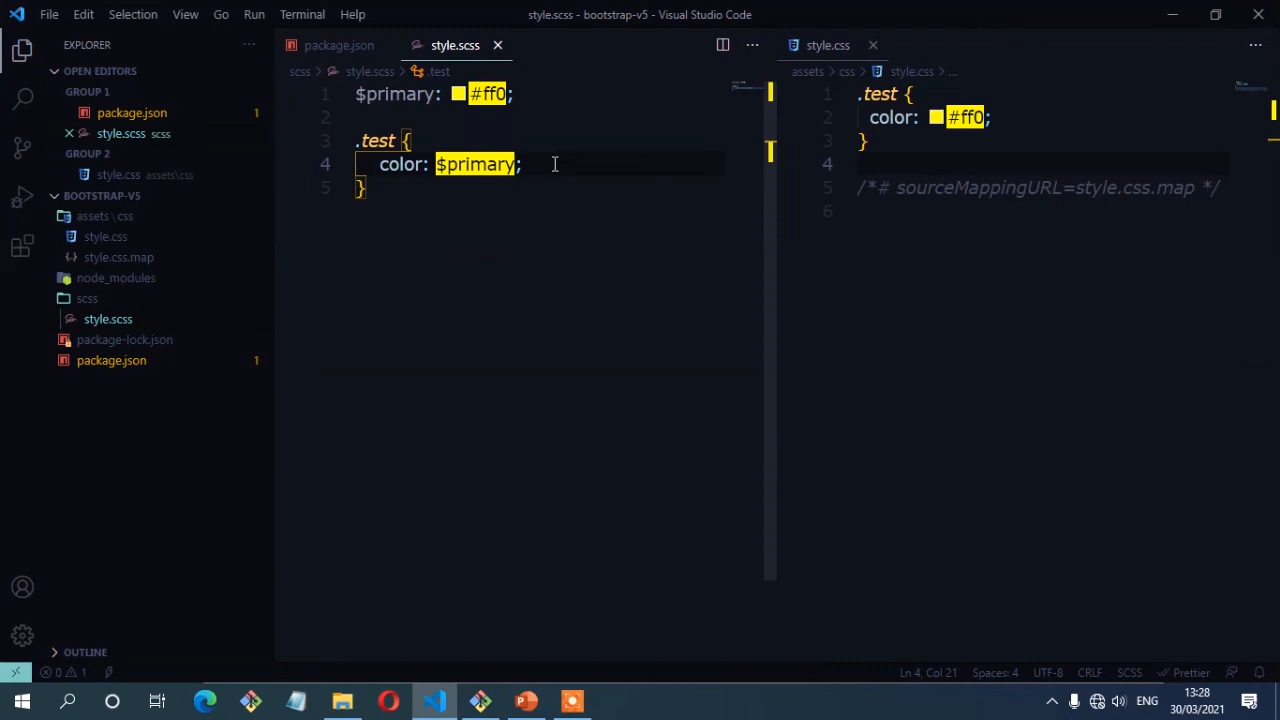 File Edit Selection View Go Run Terminal Help
style.scss - bootstrap-v5 - Visual Studio Code
EXPLORER
OPEN EDITORS
GROUP 1
package.json 1
style.scss scss
GROUP 2
style.css assets\css
BOOTSTRAP-V5
assets \ css
style.css
style.css.map
node_modules
scss
style.scss
package-lock.json
package.json 1
OUTLINE
package.json style.scss
scss > style.scss > .test
1 $primary: #ff0;
2
3 .test {
4 color: $primary;
5 }
style.css
assets > css > style.css > ...
1 .test {
2 color: #ff0;
3 }
4
5 /*# sourceMappingURL=style.css.map */
6
0 1
Ln 4, Col 21 Spaces: 4 UTF-8 CRLF SCSS Prettier
ENG
13:28
30/03/2021